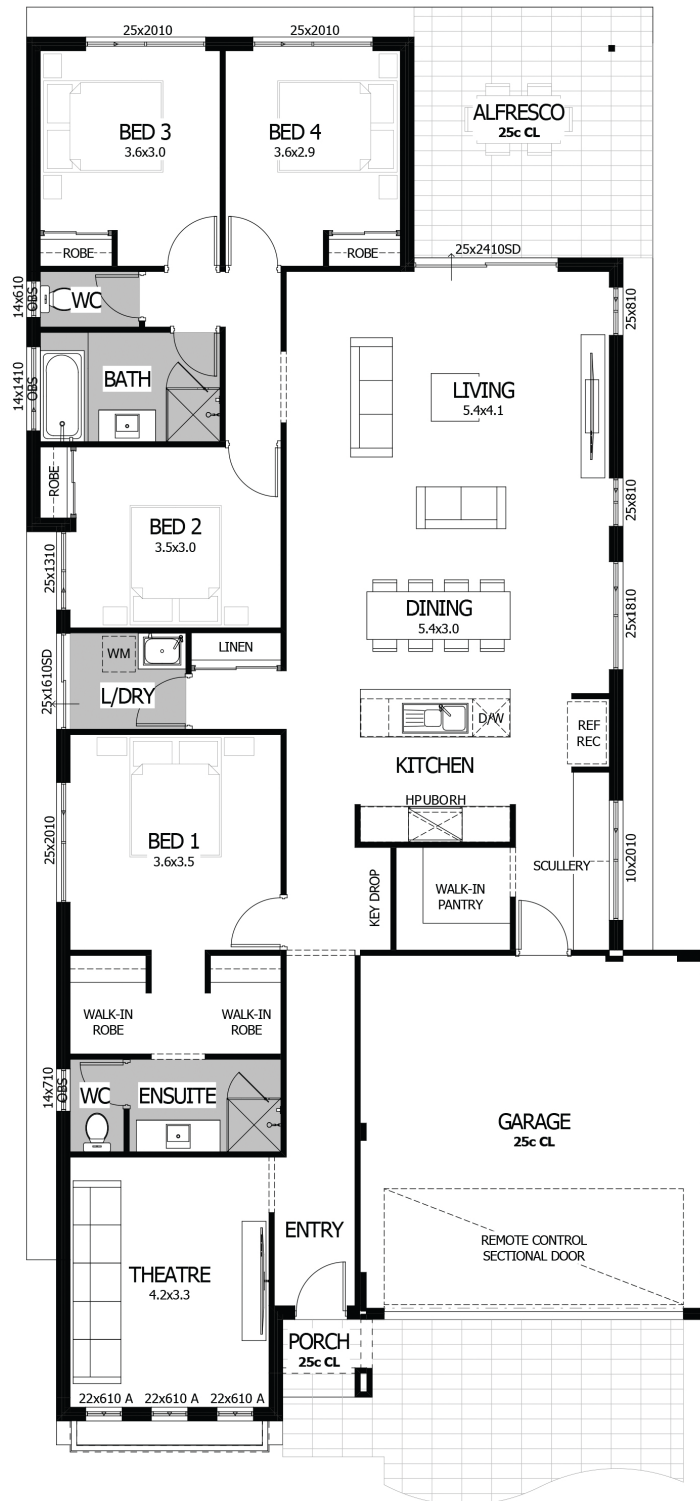 25x2010
25x2010
BED 3
3.6x3.0
BED 4
3.6x2.9
ALFRESCO
25c CL
ROBE
ROBE
25x2410SD
14x610
OBS
WC
25x810
14x1410
OBS
BATH
LIVING
5.4x4.1
ROBE
25x810
BED 2
3.5x3.0
25x1310
DINING
5.4x3.0
25x1810
WM
LINEN
25x1610SD
L/DRY
D/W
REF
REC
KITCHEN
HPUBORH
25x2010
BED 1
3.6x3.5
10x2010
SCULLERY
KEY DROP
WALK-IN
PANTRY
WALK-IN
ROBE
WALK-IN
ROBE
14x710
OBS
WC
ENSUITE
GARAGE
25c CL
ENTRY
REMOTE CONTROL
SECTIONAL DOOR
THEATRE
4.2x3.3
PORCH
25c CL
22x610 A
22x610 A
22x610 A